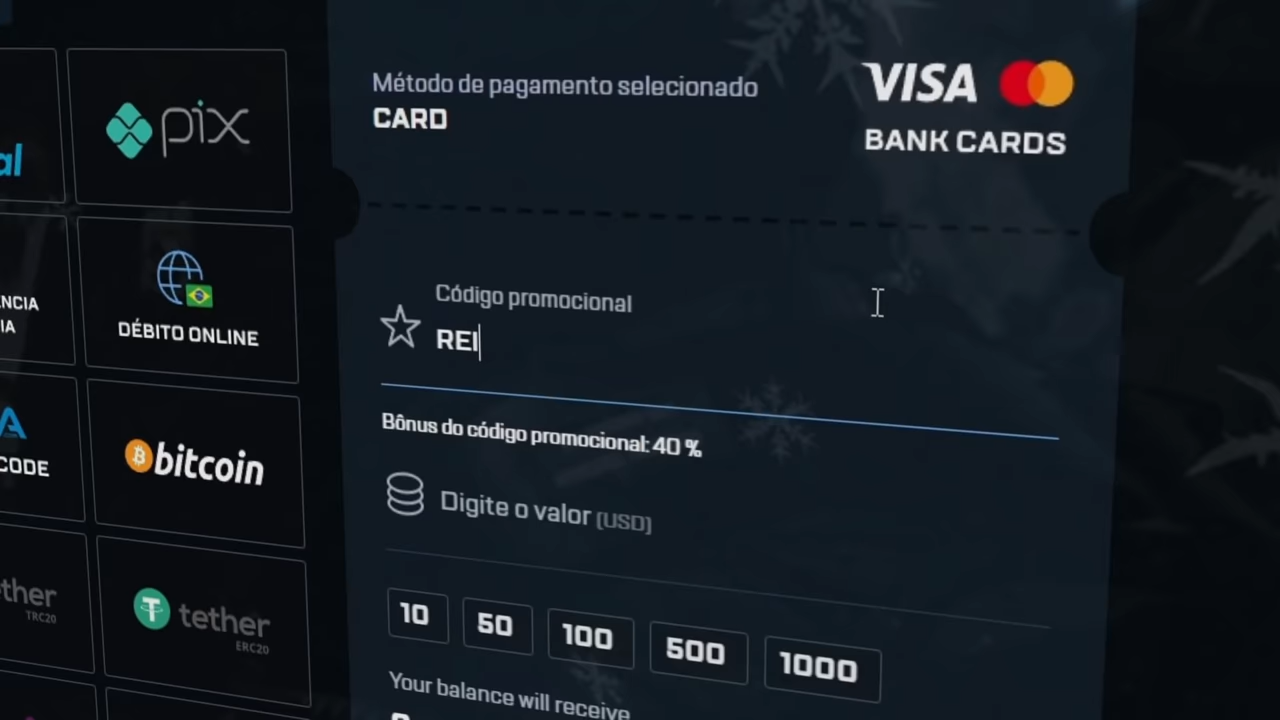 al
pix
NCIA
IA
DÉBITO ONLINE
A
CODE
bitcoin
ther
TRC20
tether
ERC20
Método de pagamento selecionado
CARD
VISA
BANK CARDS
Código promocional
REI
Bônus do código promocional: 40 %
Digite o valor (USD)
10
50
100
500
1000
Your balance will receive